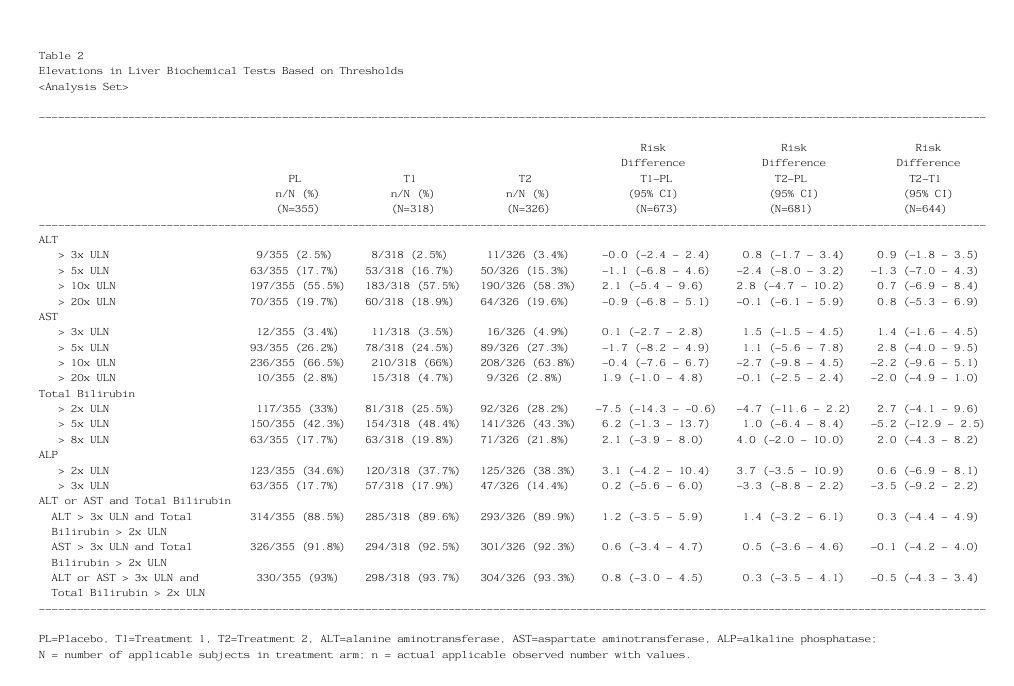 Table 2
Elevations in Liver Biochemical Tests Based on Thresholds
<Analysis Set>
Risk Risk Risk
Difference Difference Difference
PL T1 T2 T1-PL T2-PL T2-T1
n/N (%) n/N (%) n/N (%) (95% CI) (95% CI) (95% CI)
(N=355) (N=318) (N=326) (N=673) (N=681) (N=644)
ALT
> 3x ULN 9/355 (2.5%) 8/318 (2.5%) 11/326 (3.4%) -0.0 (-2.4 - 2.4) 0.8 (-1.7 - 3.4) 0.9 (-1.8 - 3.5)
> 5x ULN 63/355 (17.7%) 53/318 (16.7%) 50/326 (15.3%) -1.1 (-6.8 - 4.6) -2.4 (-8.0 - 3.2) -1.3 (-7.0 - 4.3)
> 10x ULN 197/355 (55.5%) 183/318 (57.5%) 190/326 (58.3%) 2.1 (-5.4 - 9.6) 2.8 (-4.7 - 10.2) 0.7 (-6.9 - 8.4)
> 20x ULN 70/355 (19.7%) 60/318 (18.9%) 64/326 (19.6%) -0.9 (-6.8 - 5.1) -0.1 (-6.1 - 5.9) 0.8 (-5.3 - 6.9)
AST
> 3x ULN 12/355 (3.4%) 11/318 (3.5%) 16/326 (4.9%) 0.1 (-2.7 - 2.8) 1.5 (-1.5 - 4.5) 1.4 (-1.6 - 4.5)
> 5x ULN 93/355 (26.2%) 78/318 (24.5%) 89/326 (27.3%) -1.7 (-8.2 - 4.9) 1.1 (-5.6 - 7.8) 2.8 (-4.0 - 9.5)
> 10x ULN 236/355 (66.5%) 210/318 (66%) 208/326 (63.8%) -0.4 (-7.6 - 6.7) -2.7 (-9.8 - 4.5) -2.2 (-9.6 - 5.1)
> 20x ULN 10/355 (2.8%) 15/318 (4.7%) 9/326 (2.8%) 1.9 (-1.0 - 4.8) -0.1 (-2.5 - 2.4) -2.0 (-4.9 - 1.0)
Total Bilirubin
> 2x ULN 117/355 (33%) 81/318 (25.5%) 92/326 (28.2%) -7.5 (-14.3 - -0.6) -4.7 (-11.6 - 2.2) 2.7 (-4.1 - 9.6)
> 5x ULN 150/355 (42.3%) 154/318 (48.4%) 141/326 (43.3%) 6.2 (-1.3 - 13.7) 1.0 (-6.4 - 8.4) -5.2 (-12.9 - 2.5)
> 8x ULN 63/355 (17.7%) 63/318 (19.8%) 71/326 (21.8%) 2.1 (-3.9 - 8.0) 4.0 (-2.0 - 10.0) 2.0 (-4.3 - 8.2)
ALP
> 2x ULN 123/355 (34.6%) 120/318 (37.7%) 125/326 (38.3%) 3.1 (-4.2 - 10.4) 3.7 (-3.5 - 10.9) 0.6 (-6.9 - 8.1)
> 3x ULN 63/355 (17.7%) 57/318 (17.9%) 47/326 (14.4%) 0.2 (-5.6 - 6.0) -3.3 (-8.8 - 2.2) -3.5 (-9.2 - 2.2)
ALT or AST and Total Bilirubin
ALT > 3x ULN and Total 314/355 (88.5%) 285/318 (89.6%) 293/326 (89.9%) 1.2 (-3.5 - 5.9) 1.4 (-3.2 - 6.1) 0.3 (-4.4 - 4.9)
Bilirubin > 2x ULN
AST > 3x ULN and Total 326/355 (91.8%) 294/318 (92.5%) 301/326 (92.3%) 0.6 (-3.4 - 4.7) 0.5 (-3.6 - 4.6) -0.1 (-4.2 - 4.0)
Bilirubin > 2x ULN
ALT or AST > 3x ULN and 330/355 (93%) 298/318 (93.7%) 304/326 (93.3%) 0.8 (-3.0 - 4.5) 0.3 (-3.5 - 4.1) -0.5 (-4.3 - 3.4)
Total Bilirubin > 2x ULN
PL=Placebo, T1=Treatment 1, T2=Treatment 2, ALT=alanine aminotransferase, AST=aspartate aminotransferase, ALP=alkaline phosphatase;
N = number of applicable subjects in treatment arm; n = actual applicable observed number with values.